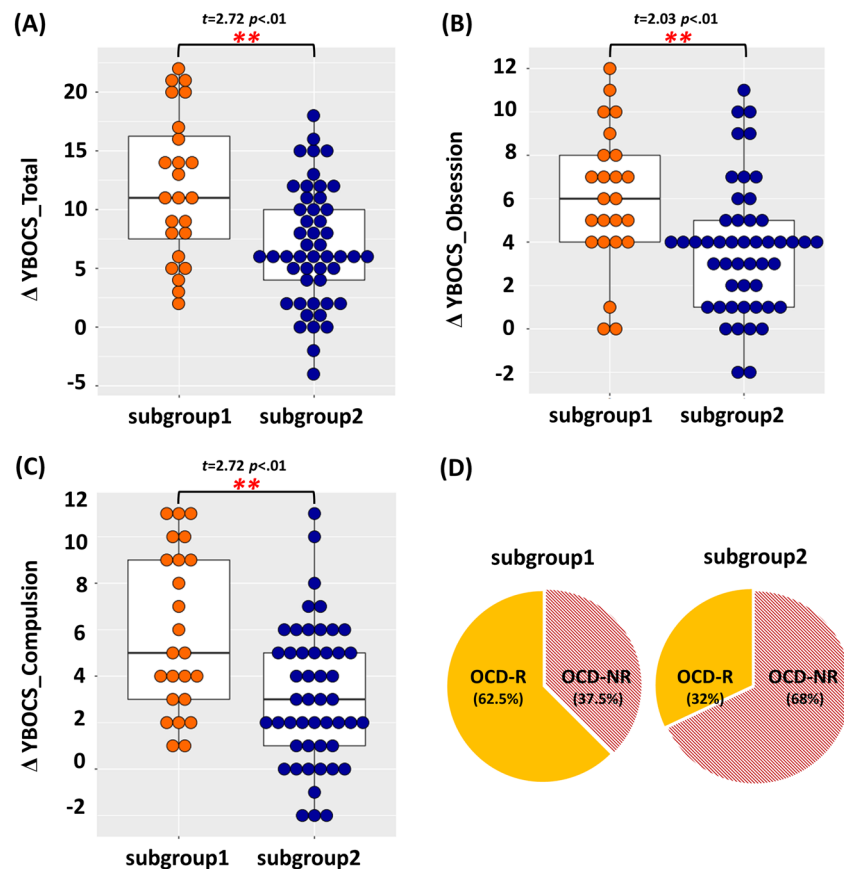 (A)
t=2.72 p<.01
**
Δ YBOCS_Total
20
15
10
5
0
-5
subgroup1 subgroup2
(B)
t=2.03 p<.01
**
Δ YBOCS_Obsession
12
10
8
6
4
2
0
-2
subgroup1 subgroup2
(C)
t=2.72 p<.01
**
Δ YBOCS_Compulsion
12
10
8
6
4
2
0
-2
subgroup1 subgroup2
(D)
subgroup1 subgroup2
OCD-R OCD-NR OCD-R OCD-NR
(62.5%) (37.5%) (32%) (68%)